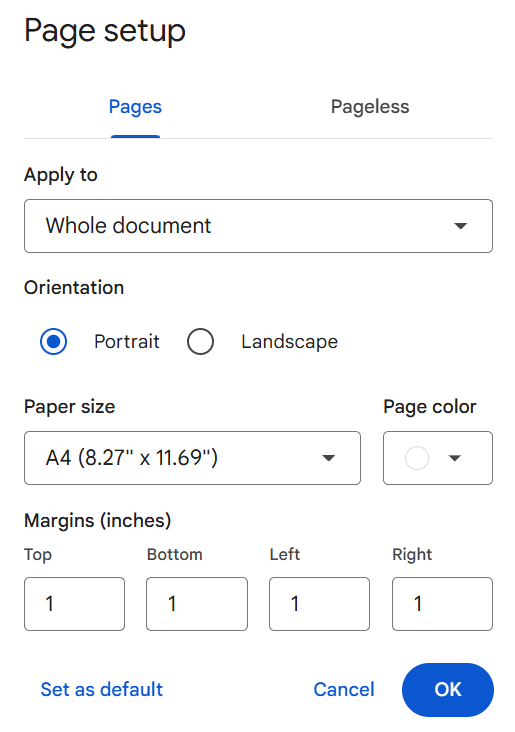 Page setup
Pages Pageless
Apply to
Whole document
Orientation
Portrait Landscape
Paper size Page color
A4 (8.27" x 11.69")
Margins (inches)
Top Bottom Left Right
1 1 1 1
Set as default Cancel OK